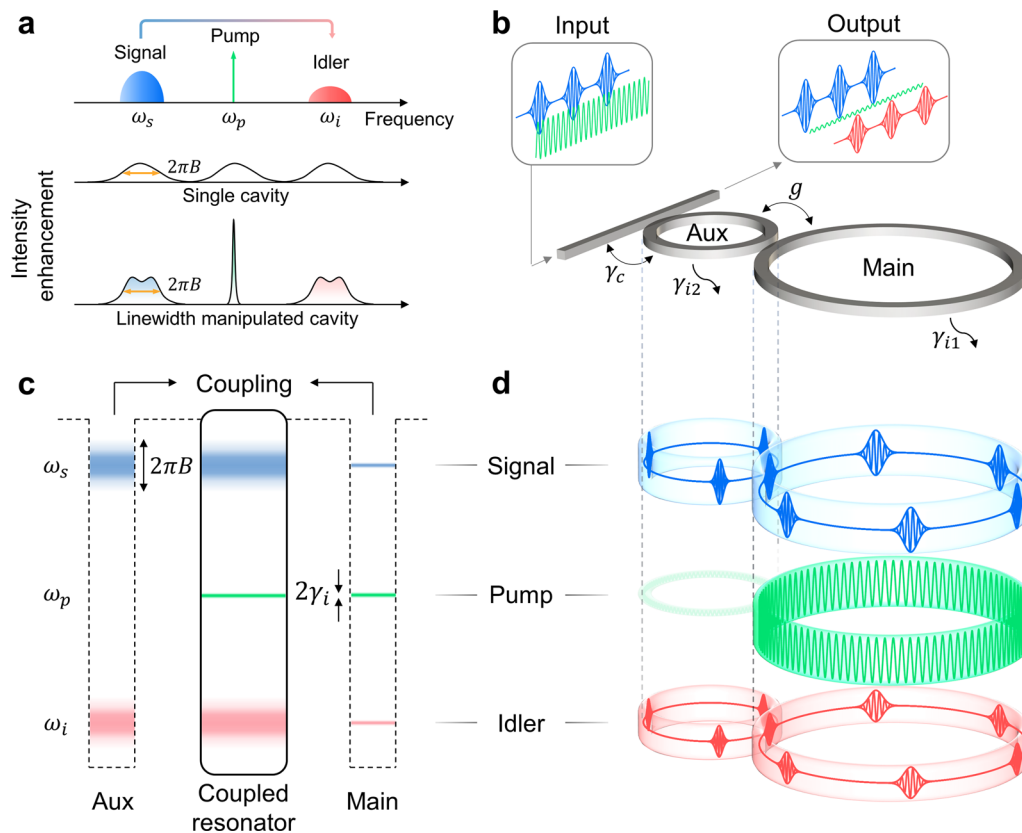 a
Signal
Pump
Idler
ωs
ωp
ωi
Frequency
Intensity
enhancement
2πB
Single cavity
2πB
Linewidth manipulated cavity
b
Input
Output
g
Aux
Main
γc
γi2
γi1
c
Coupling
ωs
2πB
ωp
2γi
ωi
Aux
Coupled
resonator
Main
d
Signal
Pump
Idler